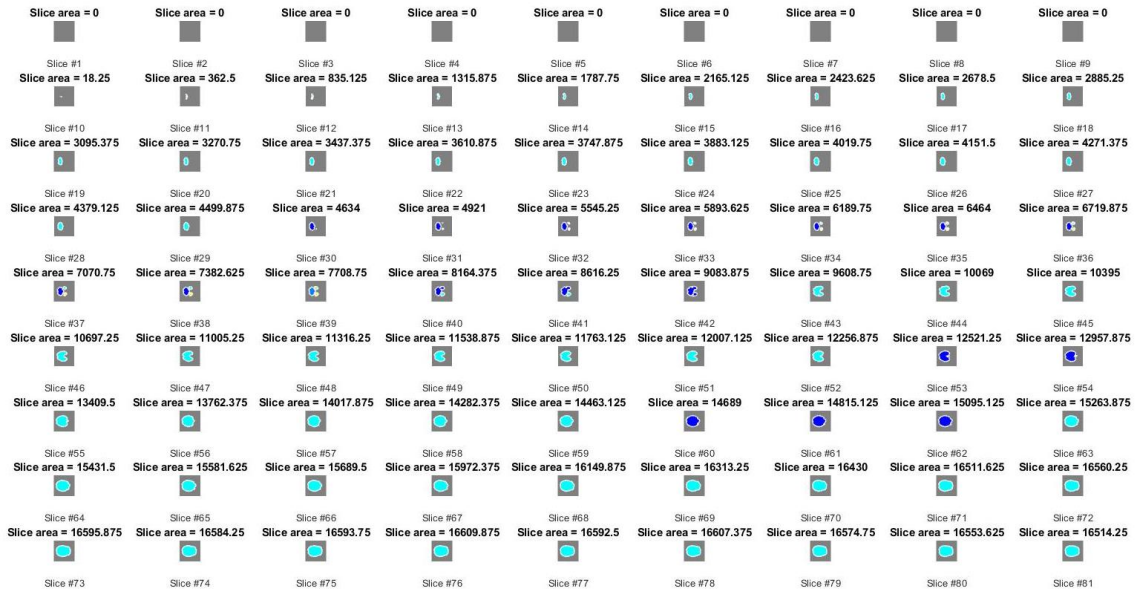 Slice area = 0 Slice area = 0 Slice area = 0 Slice area = 0 Slice area = 0 Slice area = 0 Slice area = 0 Slice area = 0 Slice area = 0
Slice #1 Slice #2 Slice #3 Slice #4 Slice #5 Slice #6 Slice #7 Slice #8 Slice #9
Slice area = 18.25 Slice area = 362.5 Slice area = 835.125 Slice area = 1315.875 Slice area = 1787.75 Slice area = 2165.125 Slice area = 2423.625 Slice area = 2678.5 Slice area = 2885.25
Slice #10 Slice #11 Slice #12 Slice #13 Slice #14 Slice #15 Slice #16 Slice #17 Slice #18
Slice area = 3095.375 Slice area = 3270.75 Slice area = 3437.375 Slice area = 3610.875 Slice area = 3747.875 Slice area = 3883.125 Slice area = 4019.75 Slice area = 4151.5 Slice area = 4271.375
Slice #19 Slice #20 Slice #21 Slice #22 Slice #23 Slice #24 Slice #25 Slice #26 Slice #27
Slice area = 4379.125 Slice area = 4499.875 Slice area = 4634 Slice area = 4921 Slice area = 5545.25 Slice area = 5893.625 Slice area = 6189.75 Slice area = 6464 Slice area = 6719.875
Slice #28 Slice #29 Slice #30 Slice #31 Slice #32 Slice #33 Slice #34 Slice #35 Slice #36
Slice area = 7070.75 Slice area = 7382.625 Slice area = 7708.75 Slice area = 8164.375 Slice area = 8616.25 Slice area = 9083.875 Slice area = 9608.75 Slice area = 10069 Slice area = 10395
Slice #37 Slice #38 Slice #39 Slice #40 Slice #41 Slice #42 Slice #43 Slice #44 Slice #45
Slice area = 10697.25 Slice area = 11005.25 Slice area = 11316.25 Slice area = 11538.875 Slice area = 11763.125 Slice area = 12007.125 Slice area = 12256.875 Slice area = 12521.25 Slice area = 12957.875
Slice #46 Slice #47 Slice #48 Slice #49 Slice #50 Slice #51 Slice #52 Slice #53 Slice #54
Slice area = 13409.5 Slice area = 13762.375 Slice area = 14017.875 Slice area = 14282.375 Slice area = 14463.125 Slice area = 14689 Slice area = 14815.125 Slice area = 15095.125 Slice area = 15263.875
Slice #55 Slice #56 Slice #57 Slice #58 Slice #59 Slice #60 Slice #61 Slice #62 Slice #63
Slice area = 15431.5 Slice area = 15581.625 Slice area = 15689.5 Slice area = 15972.375 Slice area = 16149.875 Slice area = 16313.25 Slice area = 16430 Slice area = 16511.625 Slice area = 16560.25
Slice #64 Slice #65 Slice #66 Slice #67 Slice #68 Slice #69 Slice #70 Slice #71 Slice #72
Slice area = 16595.875 Slice area = 16584.25 Slice area = 16593.75 Slice area = 16609.875 Slice area = 16592.5 Slice area = 16607.375 Slice area = 16574.75 Slice area = 16553.625 Slice area = 16514.25
Slice #73 Slice #74 Slice #75 Slice #76 Slice #77 Slice #78 Slice #79 Slice #80 Slice #81